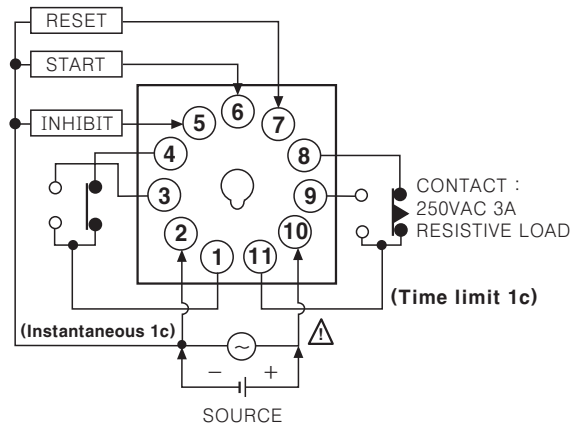 RESET
START
INHIBIT
6
5
7
4
8
3
9
2
10
1
11
CONTACT :
250VAC 3A
RESISTIVE LOAD
(Time limit 1c)
(Instantaneous 1c)
~
!
− +
SOURCE